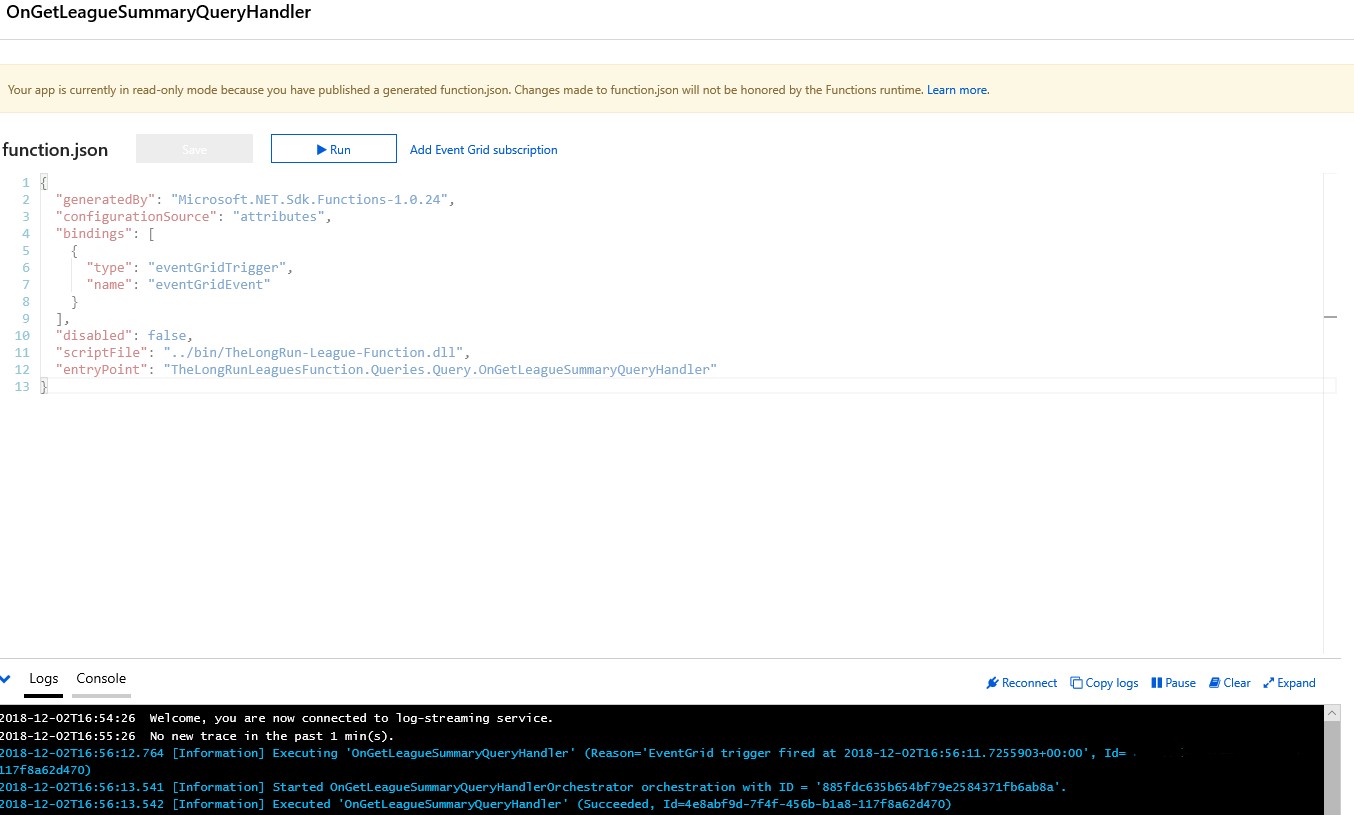 OnGetLeagueSummaryQueryHandler
Your app is currently in read-only mode because you have published a generated function.json. Changes made to function.json will not be honored by the Functions runtime. Learn more.
function.json Save Run Add Event Grid subscription
1 {
2 "generatedBy": "Microsoft.NET.Sdk.Functions-1.0.24",
3 "configurationSource": "attributes",
4 "bindings": [
5 {
6 "type": "eventGridTrigger",
7 "name": "eventGridEvent"
8 }
9 ],
10 "disabled": false,
11 "scriptFile": "../bin/TheLongRun-League-Function.dll",
12 "entryPoint": "TheLongRunLeaguesFunction.Queries.Query.OnGetLeagueSummaryQueryHandler"
13 }
Logs Console Reconnect Copy logs Pause Clear Expand
2018-12-02T16:54:26 Welcome, you are now connected to log-streaming service.
2018-12-02T16:55:26 No new trace in the past 1 min(s).
2018-12-02T16:56:12.764 [Information] Executing 'OnGetLeagueSummaryQueryHandler' (Reason='EventGrid trigger fired at 2018-12-02T16:56:11.7255903+00:00', Id=
117f8a62d470)
2018-12-02T16:56:13.541 [Information] Started OnGetLeagueSummaryQueryHandlerOrchestrator orchestration with ID = '885fdc635b654bf79e2584371fb6ab8a'.
2018-12-02T16:56:13.542 [Information] Executed 'OnGetLeagueSummaryQueryHandler' (Succeeded, Id=4e8abf9d-7f4f-456b-b1a8-117f8a62d470)